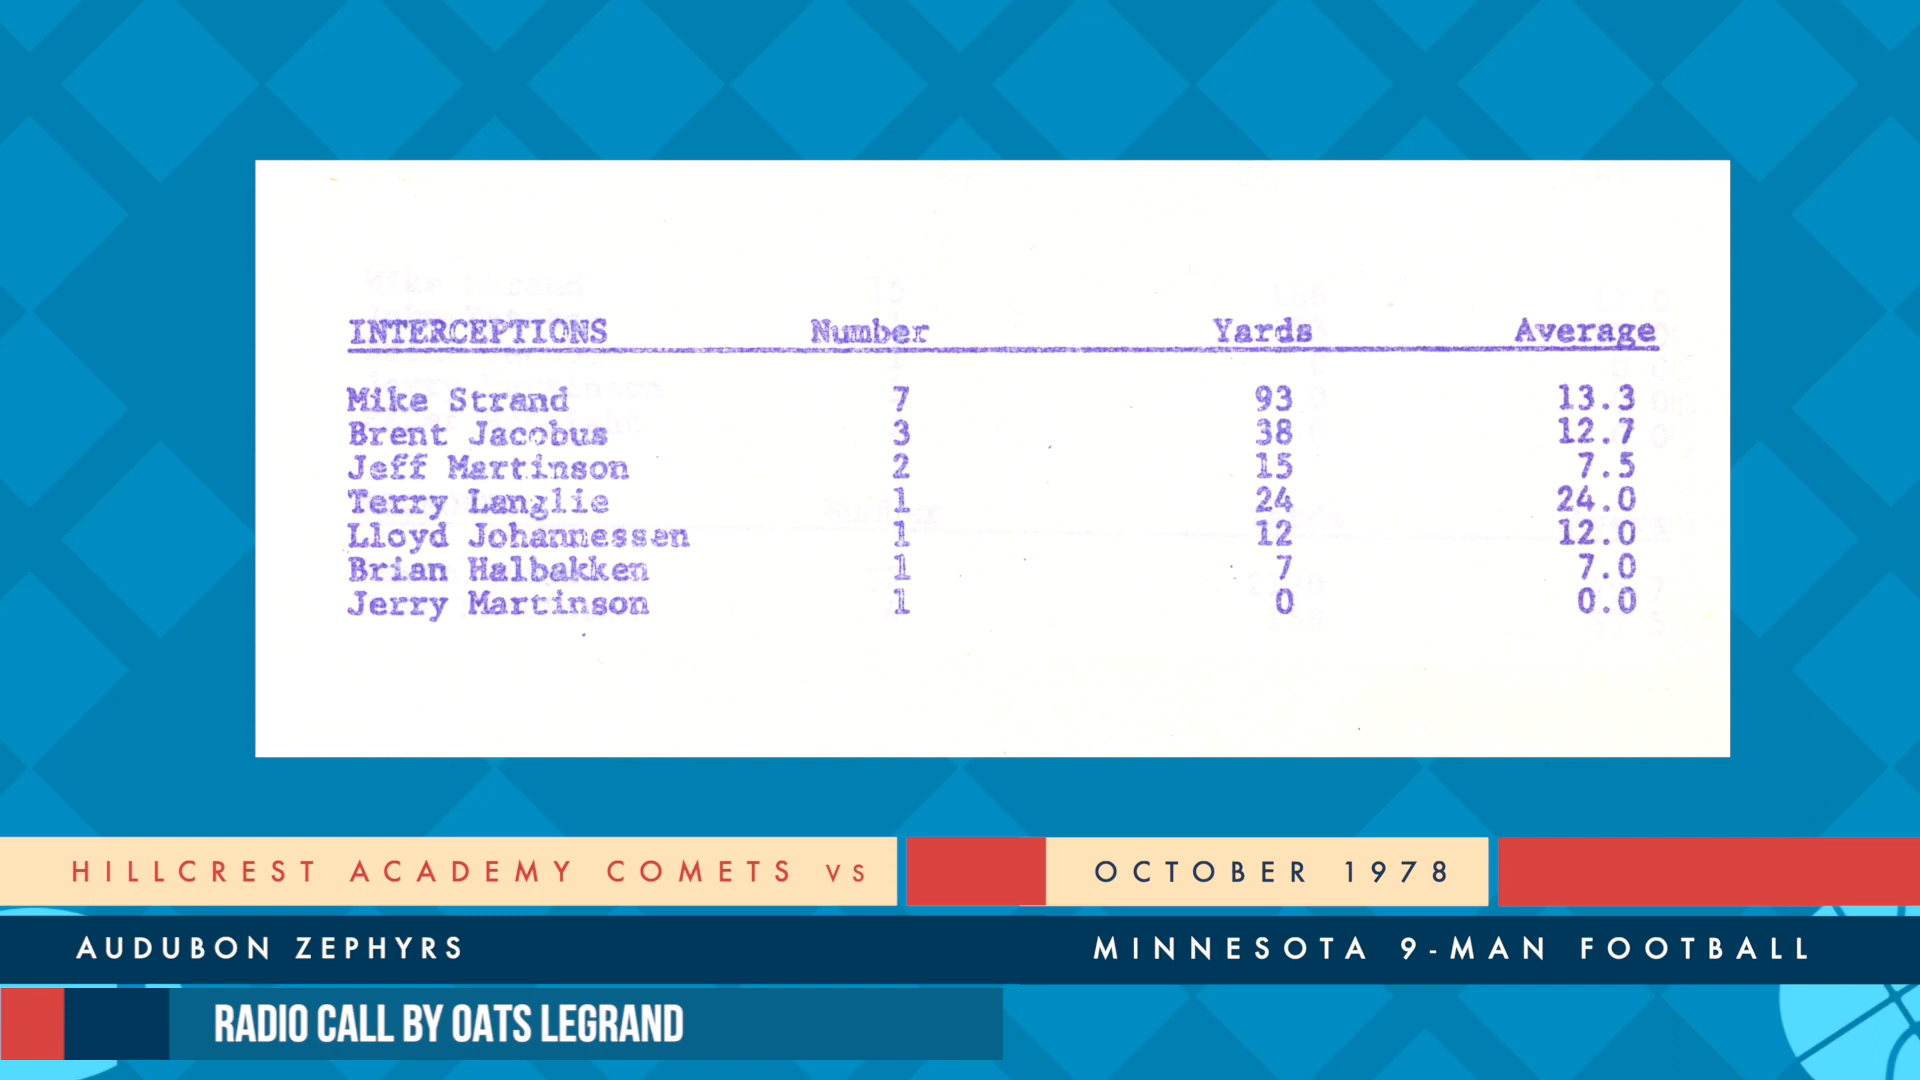 INTERCEPTIONS Number Yards Average
Mike Strand 7 93 13.3
Brent Jacobus 3 38 12.7
Jeff Martinson 2 15 7.5
Terry Langlie 1 24 24.0
Lloyd Johannessen 1 12 12.0
Brian Halbakken 1 7 7.0
Jerry Martinson 1 0 0.0
HILLCREST ACADEMY COMETS VS OCTOBER 1978
AUDUBON ZEPHYRS MINNESOTA 9-MAN FOOTBALL
RADIO CALL BY OATS LEGRAND